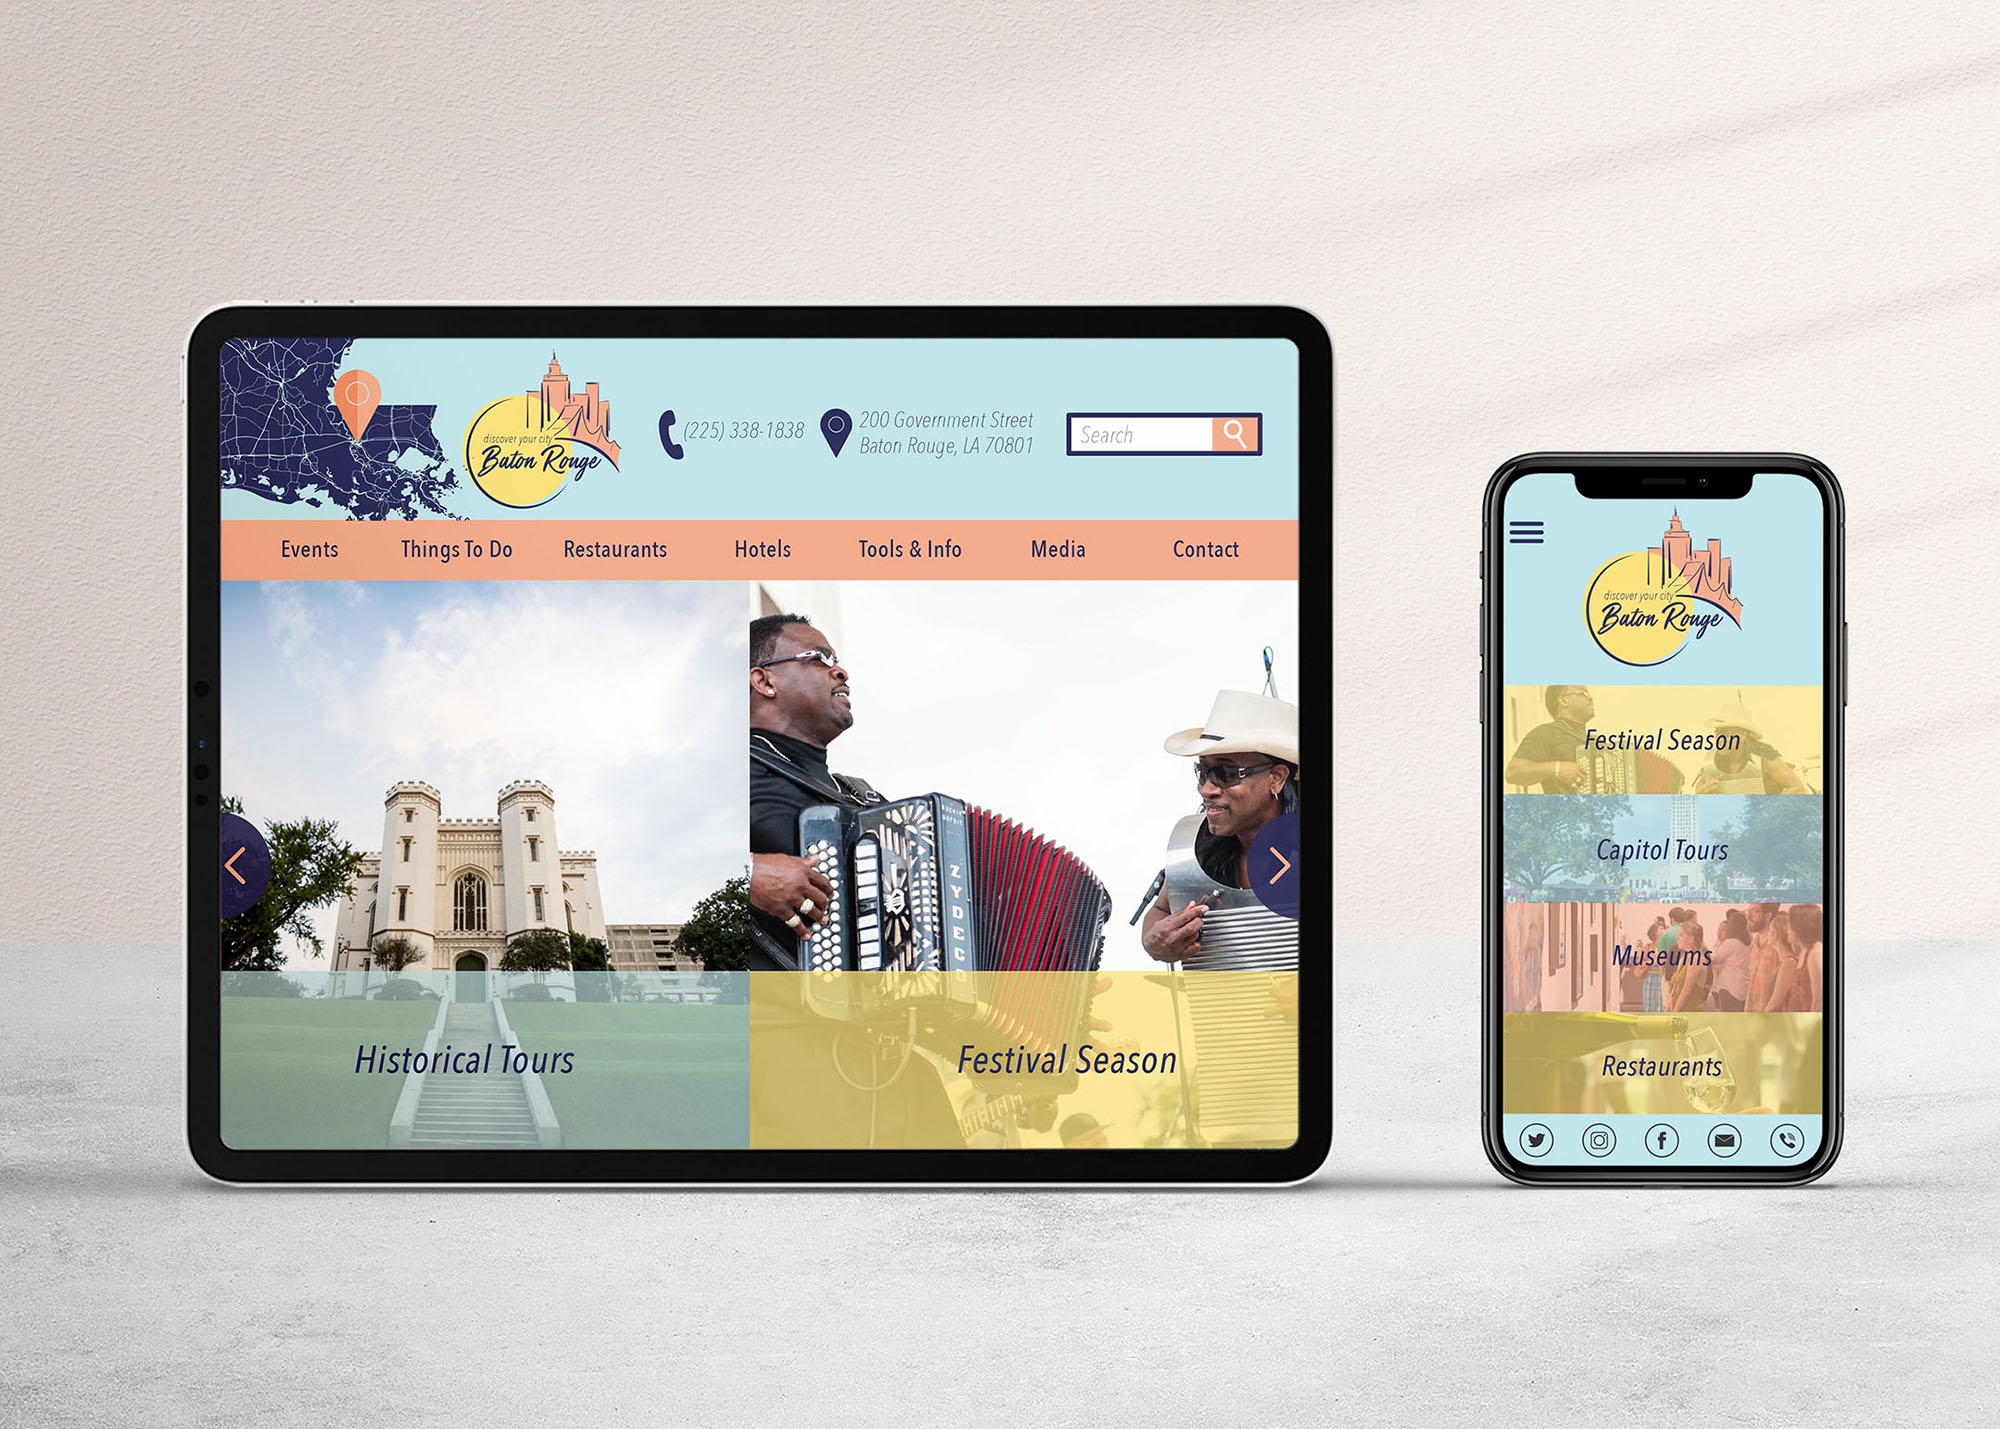 discover your city
Baton Rouge
(225) 338-1838
200 Government Street
Baton Rouge, LA 70801
Search
Events
Things To Do
Restaurants
Hotels
Tools & Info
Media
Contact
ZYDECO
Historical Tours
Festival Season
discover your city
Baton Rouge
Festival Season
Capitol Tours
Museums
Restaurants